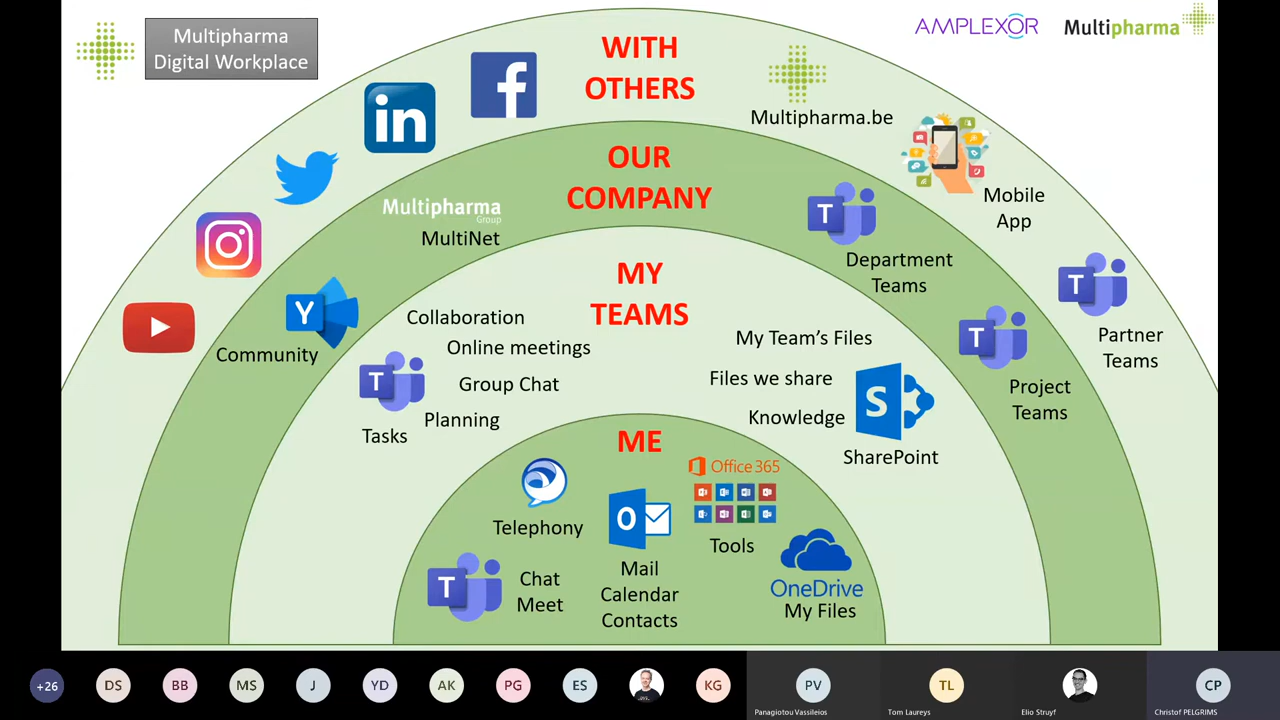 Multipharma
Digital Workplace
AMPLEXOR
Multipharma
WITH
OTHERS
in
f
Multipharma.be
Mobile
App
OUR
COMPANY
Multipharma
Group
MultiNet
T
Department
Teams
T
Partner
Teams
Y
Community
T
Project
Teams
MY
TEAMS
Collaboration
Online meetings
Group Chat
Planning
T
Tasks
My Team's Files
Files we share
Knowledge
S
SharePoint
ME
Telephony
T
Chat
Meet
O
Mail
Calendar
Contacts
Office 365
Tools
OneDrive
My Files
+26
DS
BB
MS
J
YD
AK
PG
ES
KG
PV
Panagiotou Vassileios
TL
Tom Laureys
Elio Struyf
CP
Christof PELGRIMS